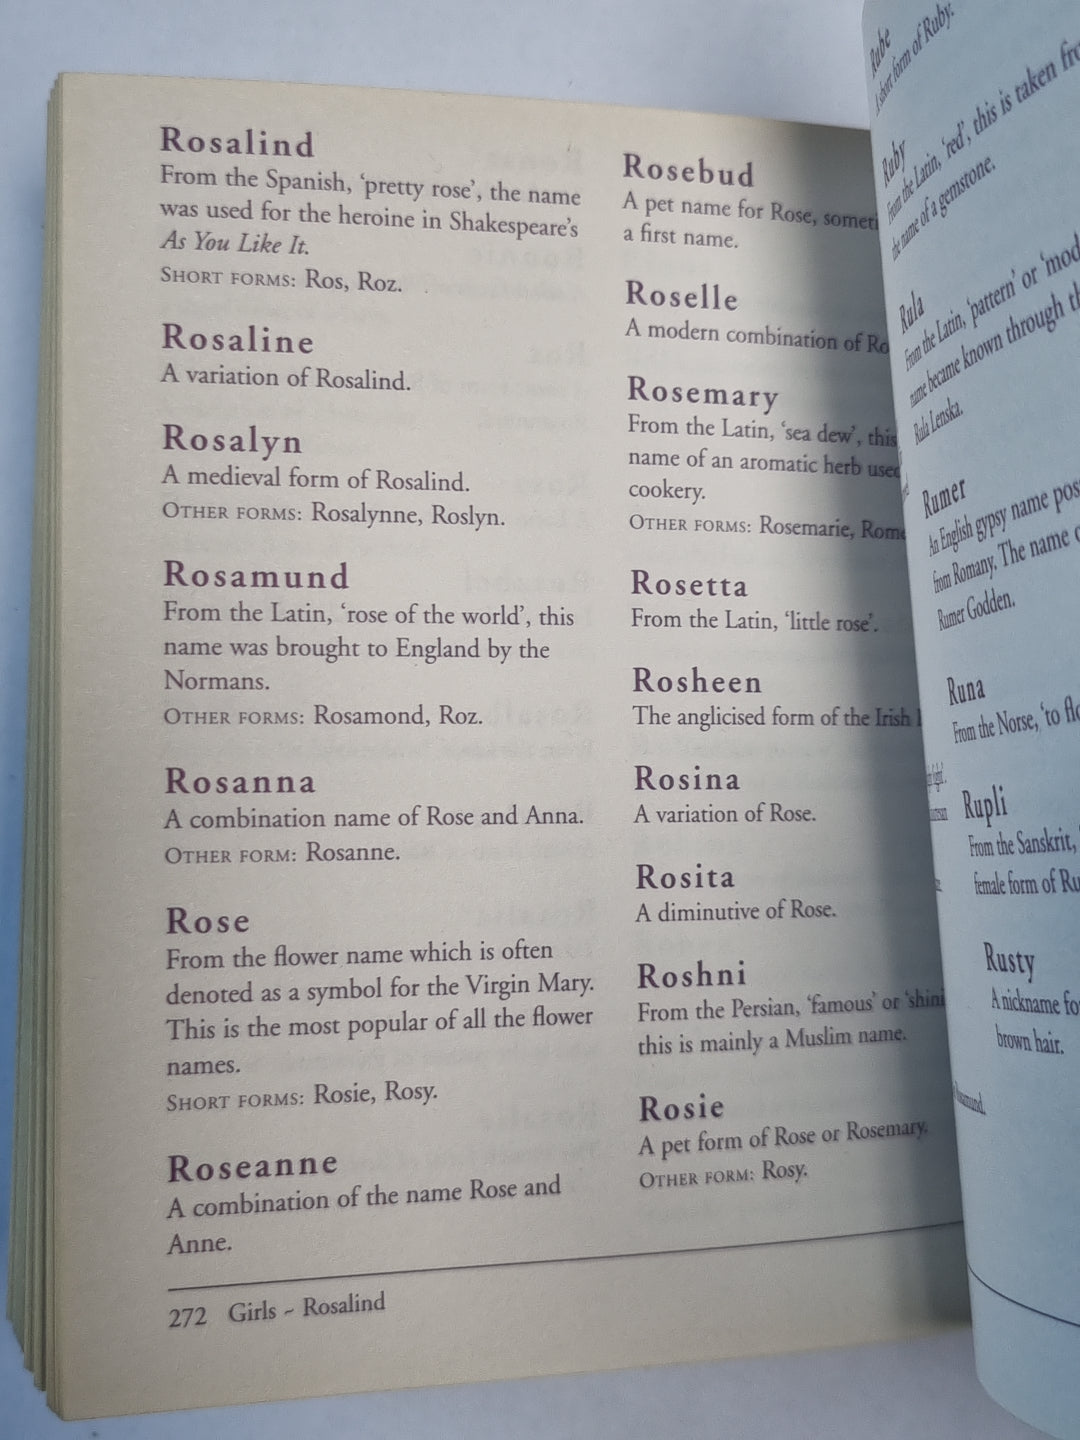 Rosalind
From the Spanish, ‘pretty rose’, the name
was used for the heroine in Shakespeare’s
As You Like It.
SHORT FORMS: Ros, Roz.
Rosaline
A variation of Rosalind.
Rosalyn
A medieval form of Rosalind.
OTHER FORMS: Rosalynne, Roslyn.
Rosamund
From the Latin, ‘rose of the world’, this
name was brought to England by the
Normans.
OTHER FORMS: Rosamond, Roz.
Rosanna
A combination name of Rose and Anna.
OTHER FORM: Rosanne.
Rose
From the flower name which is often
denoted as a symbol for the Virgin Mary.
This is the most popular of all the flower
names.
SHORT FORMS: Rosie, Rosy.
Roseanne
A combination of the name Rose and
Anne.
272 Girls ~ Rosalind
Rosebud
A pet name for Rose,
a first name.
Roselle
A modern combination of
Rosemary
From the Latin, ‘sea dew’, this
name of an aromatic herb used
cookery.
OTHER FORMS: Rosemarie,
Rosetta
From the Latin, ‘little rose’.
Rosheen
The anglicised form of the Irish
Rosina
A variation of Rose.
Rosita
A diminutive of Rose.
Roshni
From the Persian, ‘famous’ or
this is mainly a Muslim name.
Rosie
A pet form of Rose or Rosemary.
OTHER FORM: Rosy.
Rube
A short form of Ruby.
Ruby
From the Latin, ‘red’, this is taken
the name of a gemstone.
Rula
From the Latin, ‘pattern’ or
name became known through
Rula Lenska.
Rumer
An English gypsy name
from Romany. The name
Rumer Godden.
Runa
From the Norse, ‘to
Rupli
From the Sanskrit,
female form of
Rusty
A nickname
brown hair.